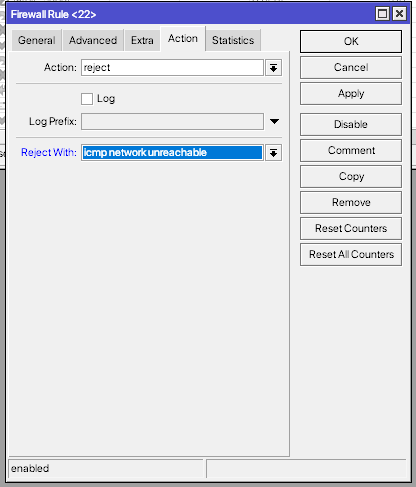 Firewall Rule <22>
General Advanced Extra Action Statistics
Action: reject
Log
Log Prefix:
Reject With: icmp network unreachable
OK
Cancel
Apply
Disable
Comment
Copy
Remove
Reset Counters
Reset All Counters
enabled